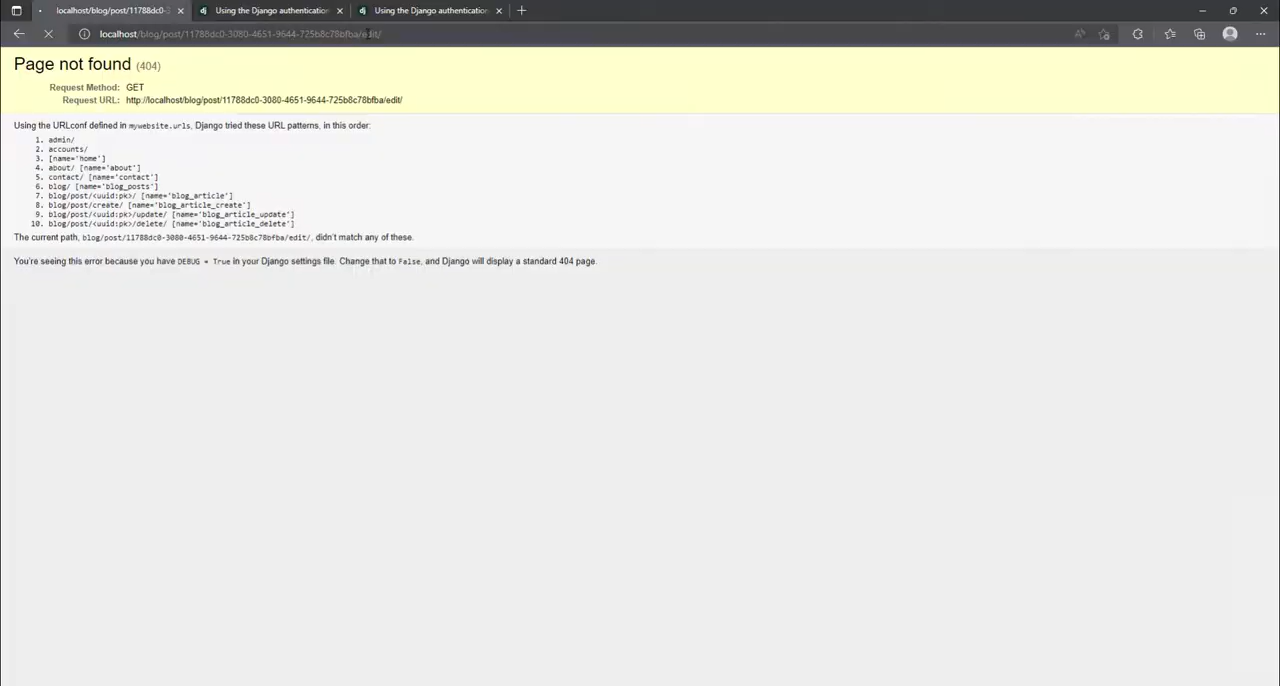 localhost/blog/post/11788dc0-3
Using the Django authentication
Using the Django authentication
localhost/blog/post/11788dc0-3080-4651-9644-725b8c78bfba/edit/
Page not found (404)
Request Method: GET
Request URL: http://localhost/blog/post/11788dc0-3080-4651-9644-725b8c78bfba/edit/
Using the URLconf defined in mywebsite.urls, Django tried these URL patterns, in this order:
1. admin/
2. accounts/
3. [name='home']
4. about/ [name='about']
5. contact/ [name='contact']
6. blog/ [name='blog_posts']
7. blog/post/<uuid:pk>/ [name='blog_article']
8. blog/post/create/ [name='blog_article_create']
9. blog/post/<uuid:pk>/update/ [name='blog_article_update']
10. blog/post/<uuid:pk>/delete/ [name='blog_article_delete']
The current path, blog/post/11788dc0-3080-4651-9644-725b8c78bfba/edit/, didn't match any of these.
You're seeing this error because you have DEBUG = True in your Django settings file. Change that to False, and Django will display a standard 404 page.